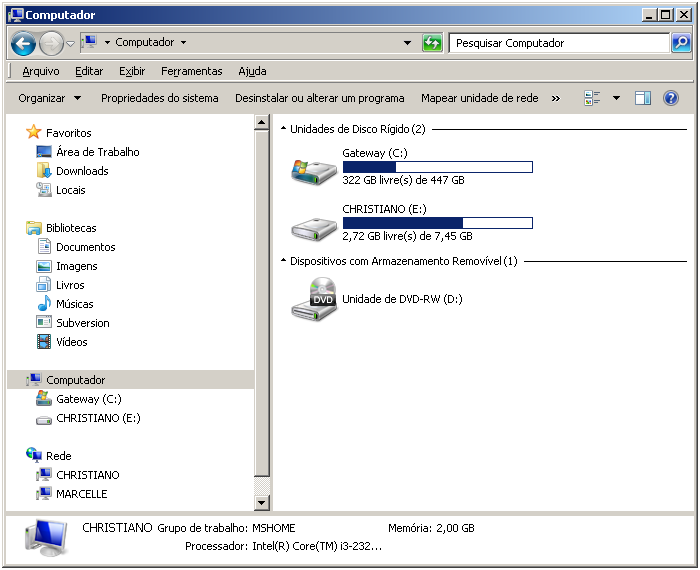 Computador
Computador
Pesquisar Computador
Arquivo Editar Exibir Ferramentas Ajuda
Organizar Propriedades do sistema Desinstalar ou alterar um programa Mapear unidade de rede »
Favoritos
Área de Trabalho
Downloads
Locais
Bibliotecas
Documentos
Imagens
Livros
Músicas
Subversion
Vídeos
Computador
Gateway (C:)
CHRISTIANO (E:)
Rede
CHRISTIANO
MARCELLE
Unidades de Disco Rígido (2)
Gateway (C:)
322 GB livre(s) de 447 GB
CHRISTIANO (E:)
2,72 GB livre(s) de 7,45 GB
Dispositivos com Armazenamento Removível (1)
DVD
Unidade de DVD-RW (D:)
CHRISTIANO Grupo de trabalho: MSHOME Memória: 2,00 GB
Processador: Intel(R) Core(TM) i3-232...